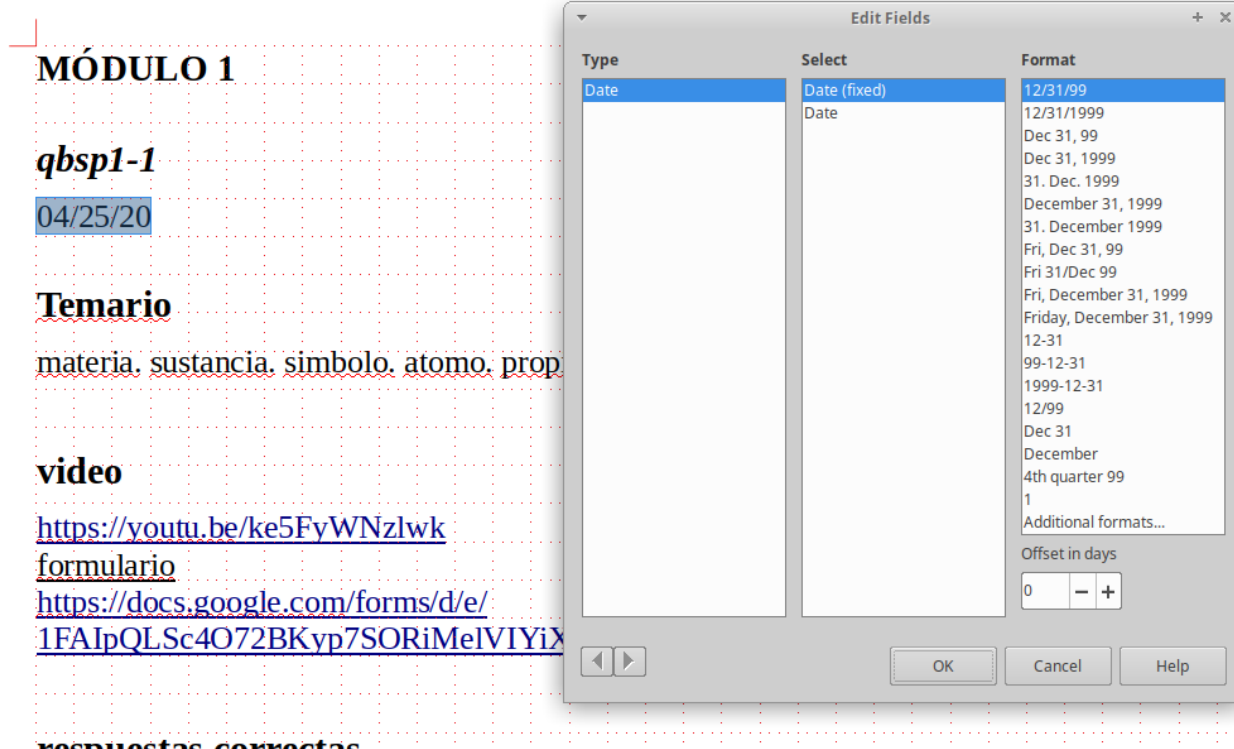 MÓDULO 1
qbsp1-1
04/25/20
Temario
materia. sustancia. simbolo. atomo. prop
video
https://youtu.be/ke5FyWNzlwk
formulario
https://docs.google.com/forms/d/e/
1FAIpQLSc4O72BKyp7SORiMelVIYiX
respuestas correctas
Edit Fields
Type
Date
Select
Date (fixed)
Date
Format
12/31/99
12/31/1999
Dec 31, 99
Dec 31, 1999
31. Dec. 1999
December 31, 1999
31. December 1999
Fri, Dec 31, 99
Fri 31/Dec 99
Fri, December 31, 1999
Friday, December 31, 1999
12-31
99-12-31
1999-12-31
12/99
Dec 31
December
4th quarter 99
1
Additional formats...
Offset in days
0
OK
Cancel
Help